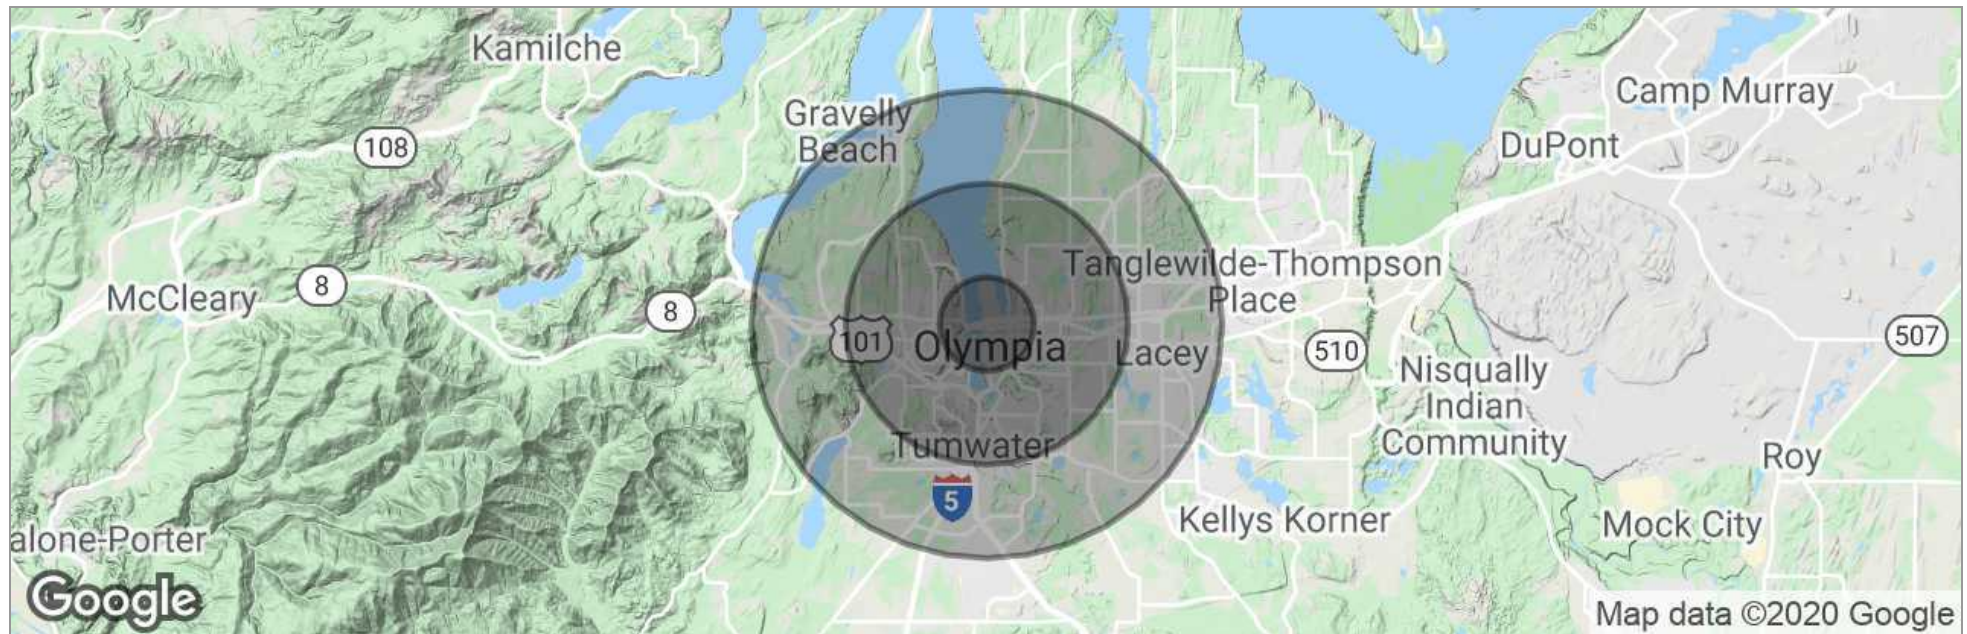 Kamilche
Camp Murray
Gravelly
Beach
108
DuPont
Tanglewilde-Thompson
Place
McCleary
8
8
101
Olympia
Lacey
510
507
Nisqually
Indian
Community
Tumwater
Roy
5
Kellys Korner
Mock City
alone-Porter
Google
Map data ©2020 Google